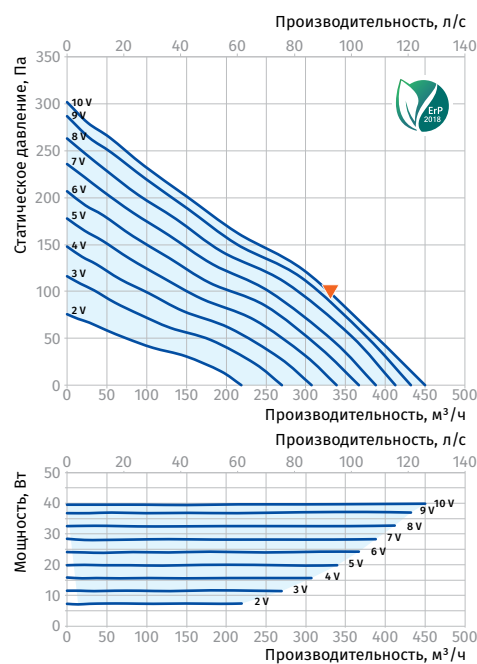 Производительность, л/с
0 20 40 60 80 100 120 140
Статическое давление, Па
350
300
250
200
150
100
50
0
10 V
9 V
8 V
7 V
6 V
5 V
4 V
3 V
2 V
ErP
2018
0 50 100 150 200 250 300 350 400 450 500
Производительность, м³/ч
Производительность, л/с
0 20 40 60 80 100 120 140
Мощность, Вт
50
40
30
20
10
0
10 V
9 V
8 V
7 V
6 V
5 V
4 V
3 V
2 V
0 50 100 150 200 250 300 350 400 450 500
Производительность, м³/ч